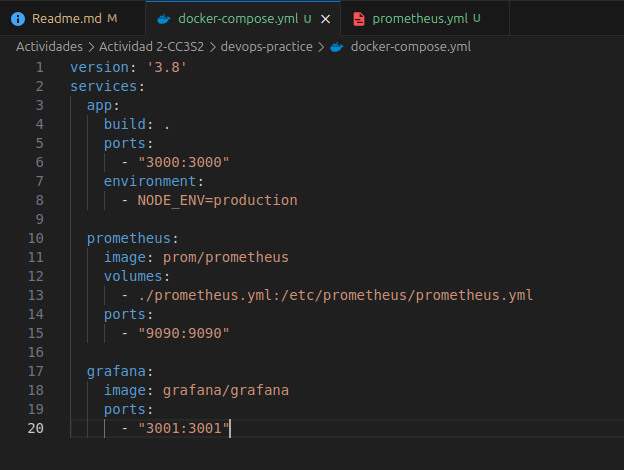 Readme.md M docker-compose.yml U prometheus.yml U
Actividades > Actividad 2-CC3S2 > devops-practice > docker-compose.yml
1 version: '3.8'
2 services:
3   app:
4     build: .
5     ports:
6       - "3000:3000"
7     environment:
8       - NODE_ENV=production
9
10   prometheus:
11     image: prom/prometheus
12     volumes:
13       - ./prometheus.yml:/etc/prometheus/prometheus.yml
14     ports:
15       - "9090:9090"
16
17   grafana:
18     image: grafana/grafana
19     ports:
20       - "3001:3001"